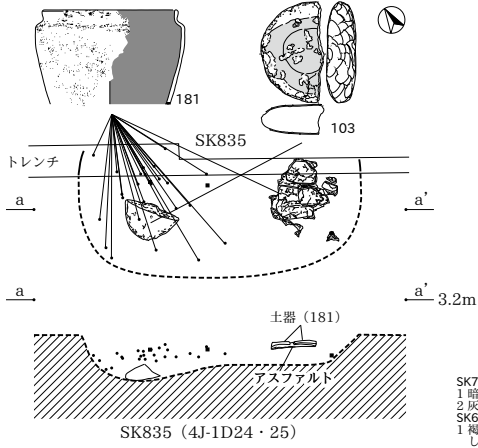 181
103
SK835
トレンチ
a a’
a a’ 3.2m
土器（181）
アスファルト
SK7
1 暗
2 灰
SK6
1 褐
し
SK835（4J-1D24・25）